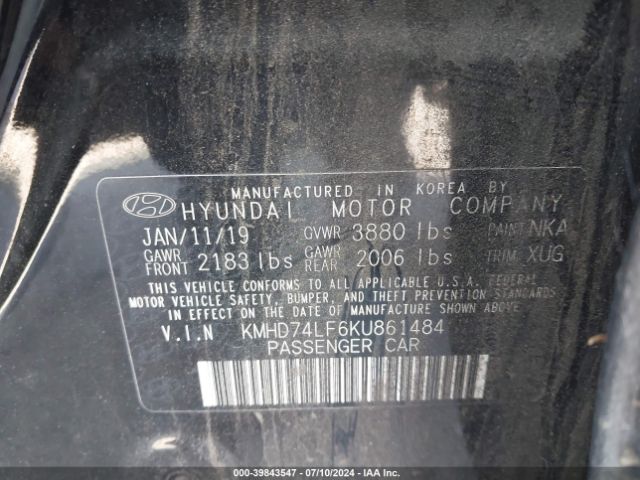 MANUFACTURED IN KOREA BY
HYUNDAI MOTOR COMPANY
JAN/11/19 GVWR 3880 lbs PAINT NKA
GAWR FRONT 2183 lbs GAWR REAR 2006 lbs TRIM XUG
THIS VEHICLE CONFORMS TO ALL APPLICABLE U.S.A. FEDERAL
MOTOR VEHICLE SAFETY, BUMPER, AND THEFT PREVENTION STANDARDS
IN EFFECT ON THE DATE OF MANUFACTURE SHOWN ABOVE.
V.I.N KMHD74LF6KU861484
PASSENGER CAR
000-39843547 / 07/10/2024 - IAA Inc.